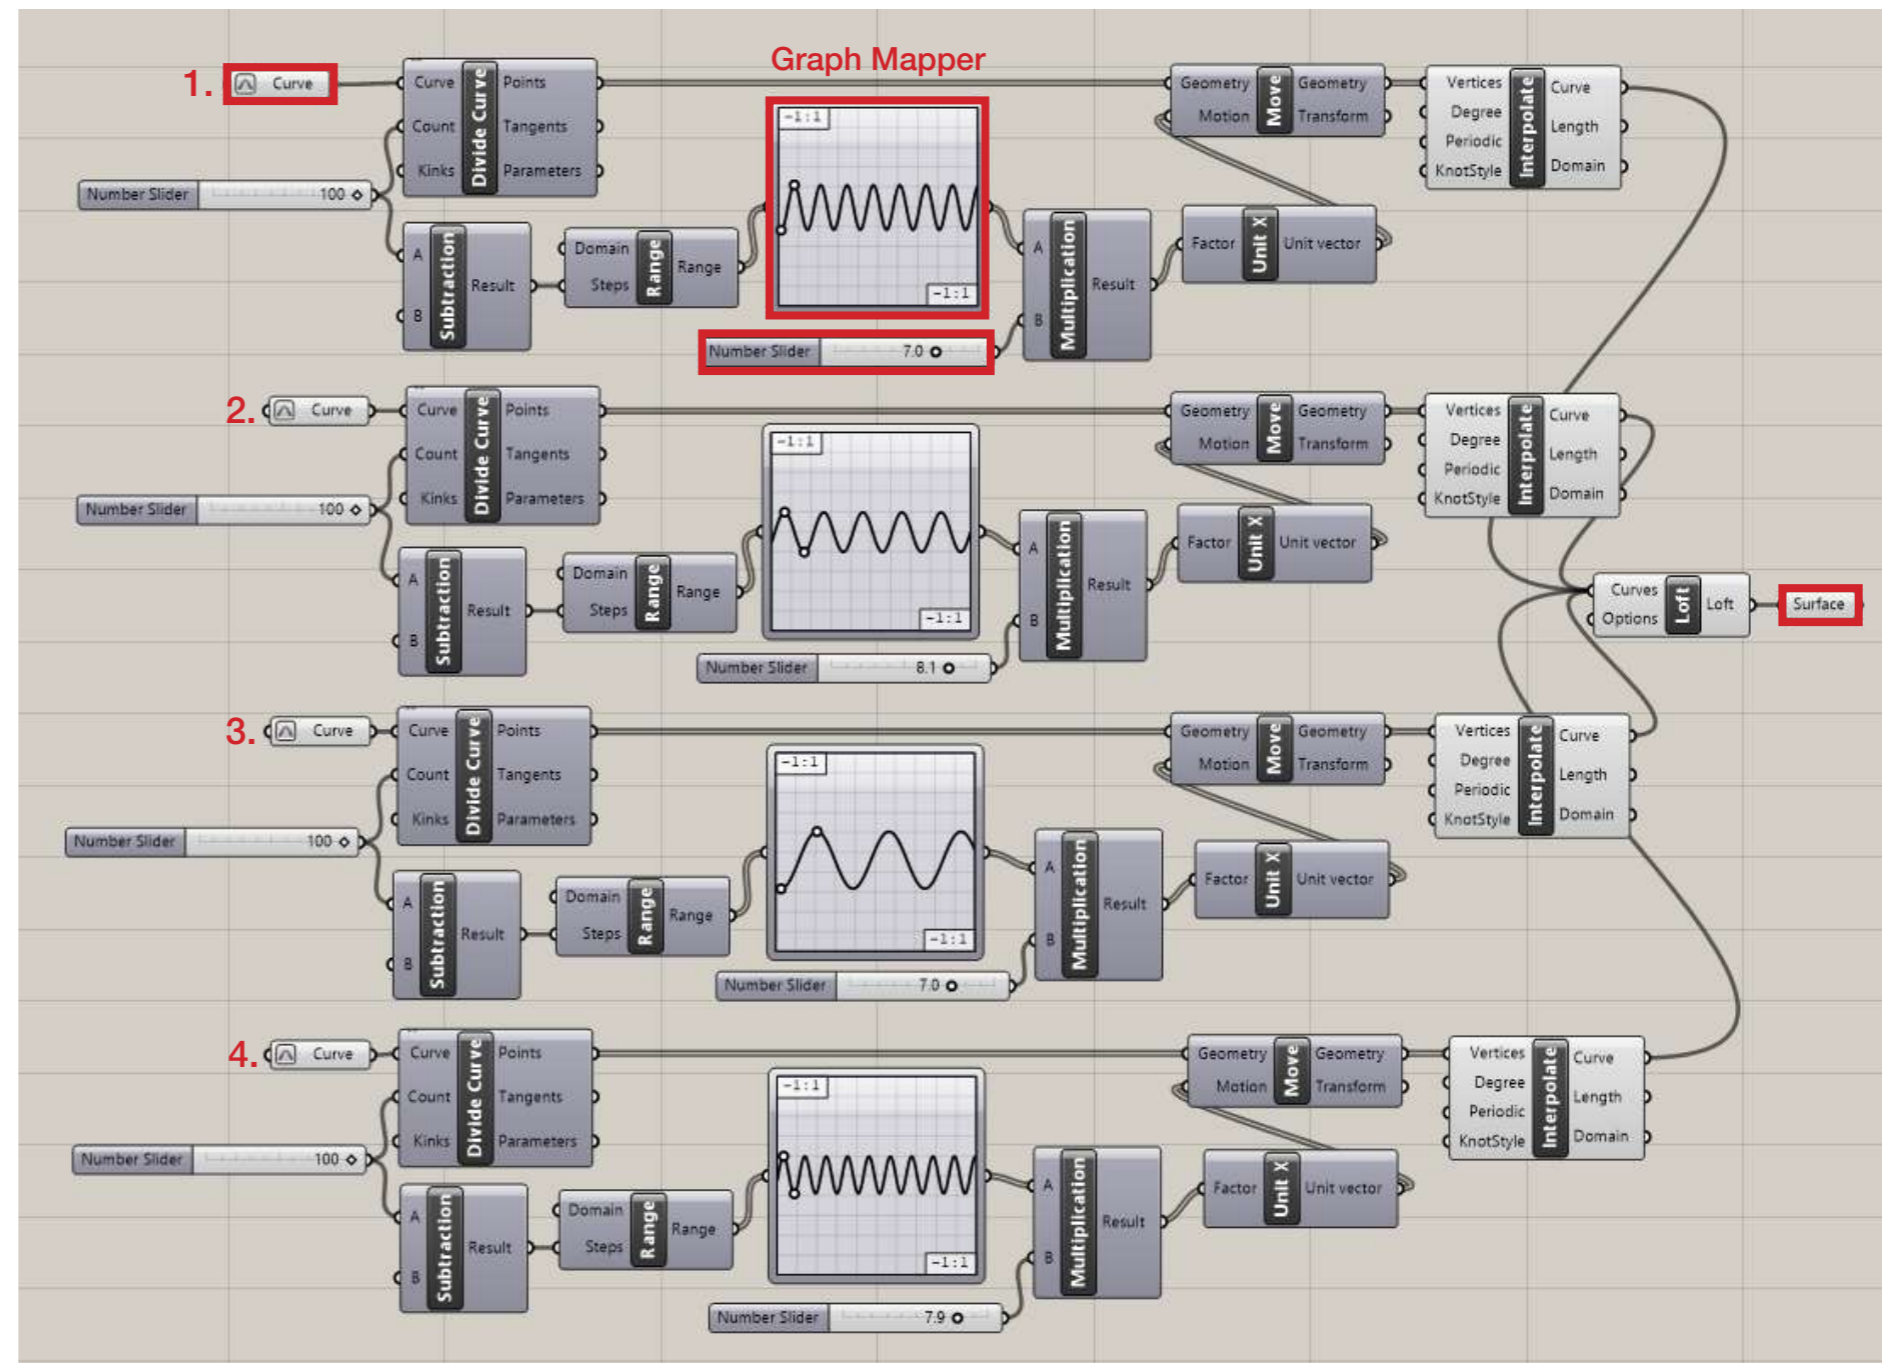 Graph Mapper
1. Curve
Curve Divide Curve Points
Count Tangents
Kinks Parameters
Number Slider 100
A Subtraction Result
B
Domain Range Range
Steps
-1:1
-1:1
Number Slider 7.0
A Multiplication Result
B
Factor Unit X Unit vector
Geometry Move Geometry
Motion Transform
Vertices Interpolate Curve
Degree Length
Periodic Domain
KnotStyle
2. Curve
Curve Divide Curve Points
Count Tangents
Kinks Parameters
Number Slider 100
A Subtraction Result
B
Domain Range Range
Steps
-1:1
-1:1
Number Slider 8.1
A Multiplication Result
B
Factor Unit X Unit vector
Geometry Move Geometry
Motion Transform
Vertices Interpolate Curve
Degree Length
Periodic Domain
KnotStyle
Curves Loft Loft
Options
Surface
3. Curve
Curve Divide Curve Points
Count Tangents
Kinks Parameters
Number Slider 100
A Subtraction Result
B
Domain Range Range
Steps
-1:1
-1:1
Number Slider 7.0
A Multiplication Result
B
Factor Unit X Unit vector
Geometry Move Geometry
Motion Transform
Vertices Interpolate Curve
Degree Length
Periodic Domain
KnotStyle
4. Curve
Curve Divide Curve Points
Count Tangents
Kinks Parameters
Number Slider 100
A Subtraction Result
B
Domain Range Range
Steps
-1:1
-1:1
Number Slider 7.9
A Multiplication Result
B
Factor Unit X Unit vector
Geometry Move Geometry
Motion Transform
Vertices Interpolate Curve
Degree Length
Periodic Domain
KnotStyle